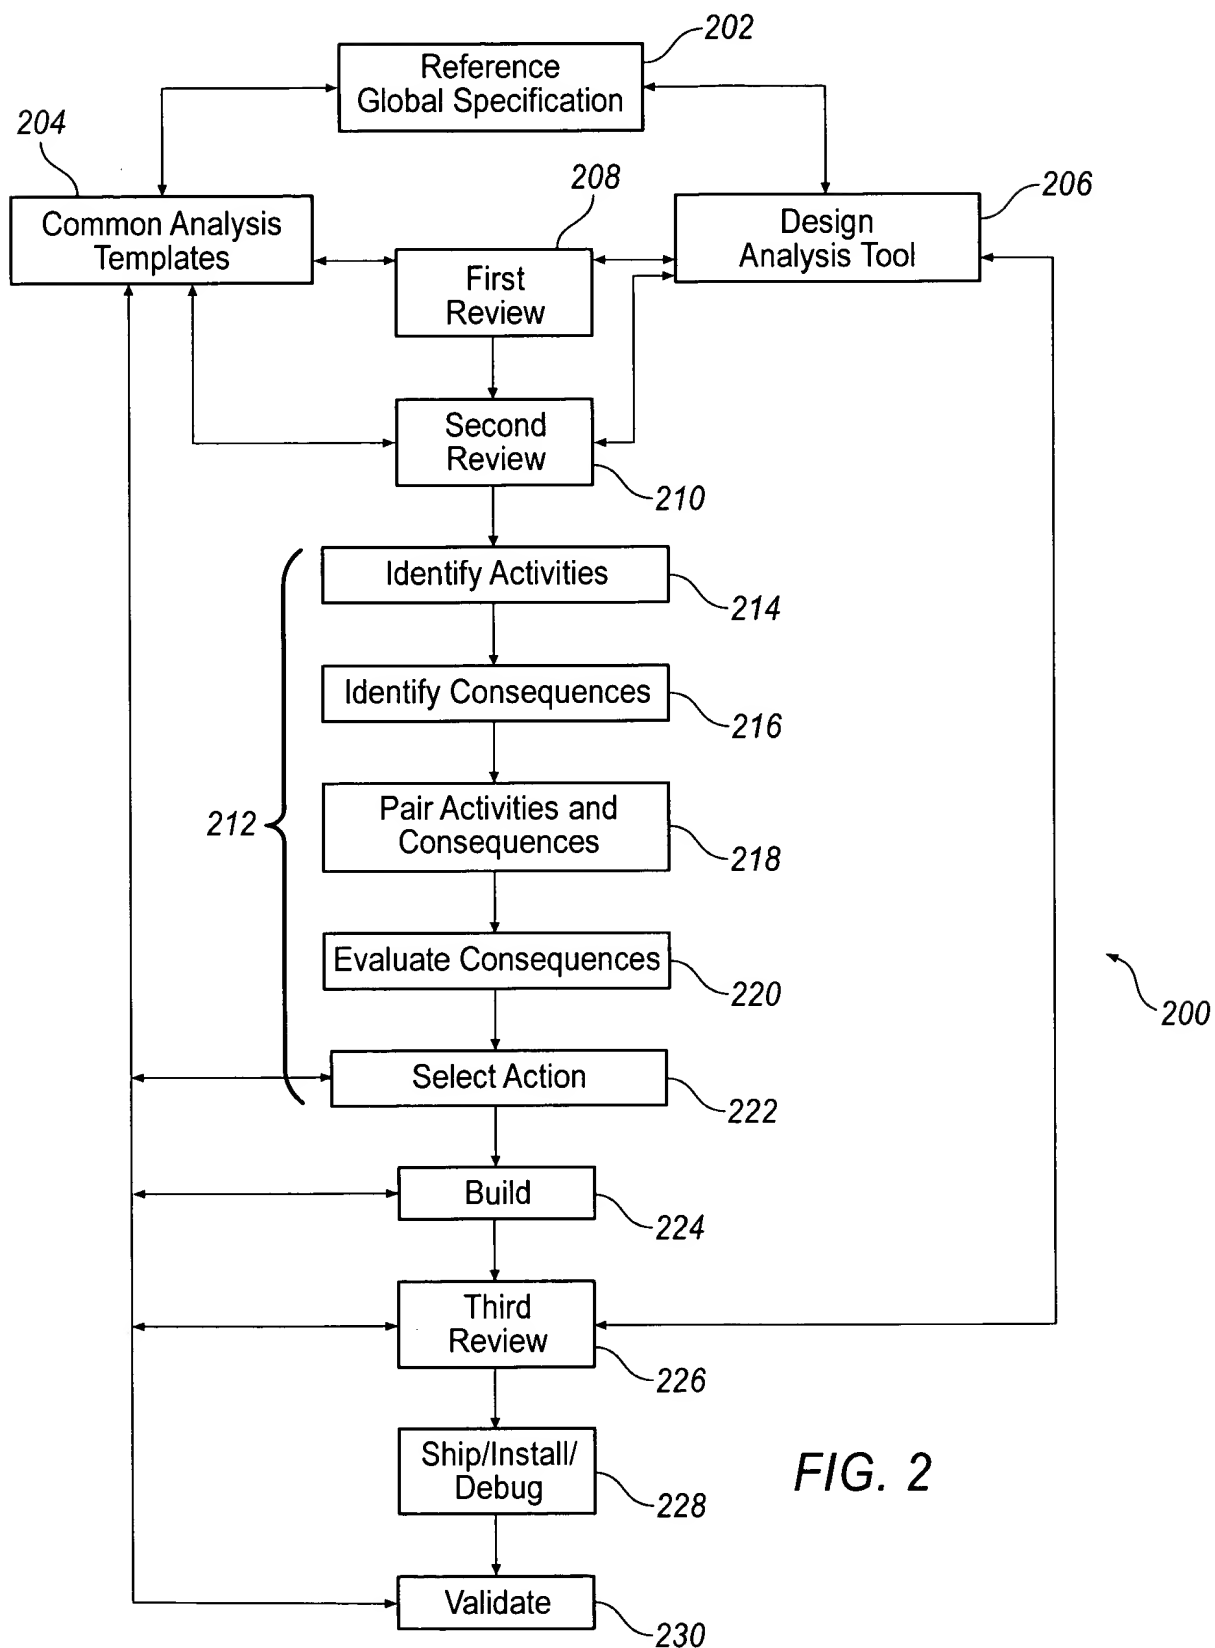 202
Reference
Global Specification
204
Common Analysis
Templates
208
206
Design
Analysis Tool
First
Review
Second
Review
210
Identify Activities
214
Identify Consequences
216
212
Pair Activities and
Consequences
218
Evaluate Consequences
220
200
Select Action
222
Build
224
Third
Review
226
Ship/Install/
Debug
228
FIG. 2
Validate
230